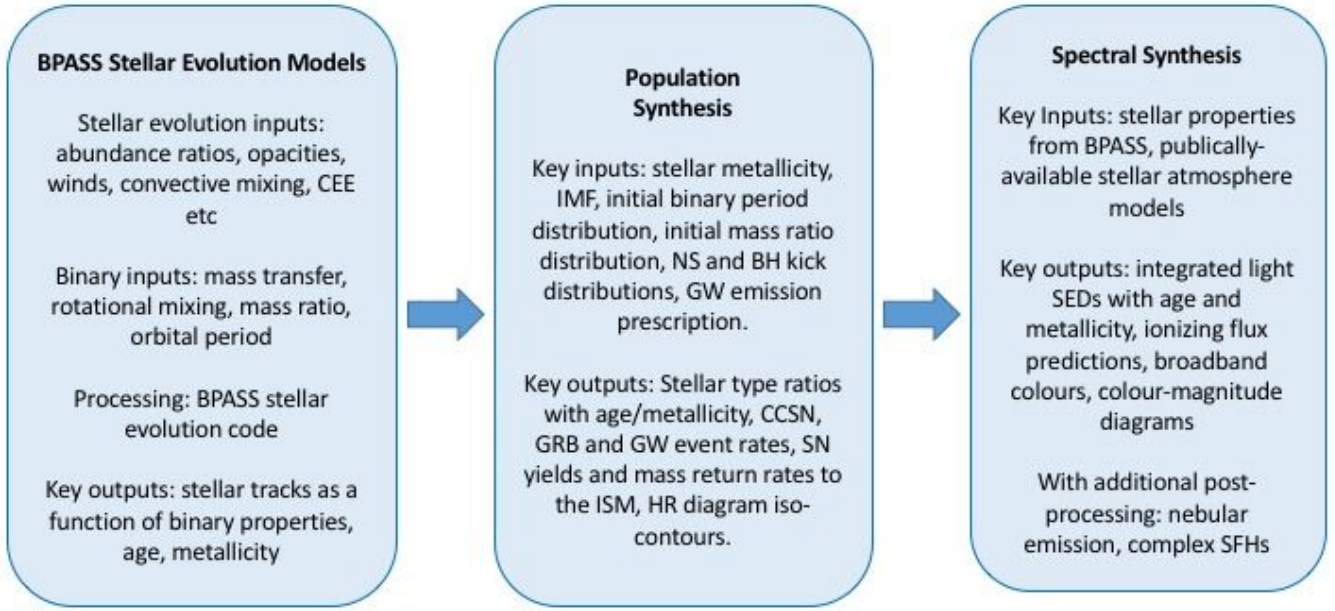 BPASS Stellar Evolution Models
Stellar evolution inputs:
abundance ratios, opacities,
winds, convective mixing, CEE
etc
Binary inputs: mass transfer,
rotational mixing, mass ratio,
orbital period
Processing: BPASS stellar
evolution code
Key outputs: stellar tracks as a
function of binary properties,
age, metallicity
Population
Synthesis
Key inputs: stellar metallicity,
IMF, initial binary period
distribution, initial mass ratio
distribution, NS and BH kick
distributions, GW emission
prescription.
Key outputs: Stellar type ratios
with age/metallicity, CCSN,
GRB and GW event rates, SN
yields and mass return rates to
the ISM, HR diagram iso-
contours.
Spectral Synthesis
Key Inputs: stellar properties
from BPASS, publically-
available stellar atmosphere
models
Key outputs: integrated light
SEDs with age and
metallicity, ionizing flux
predictions, broadband
colours, colour-magnitude
diagrams
With additional post-
processing: nebular
emission, complex SFHs